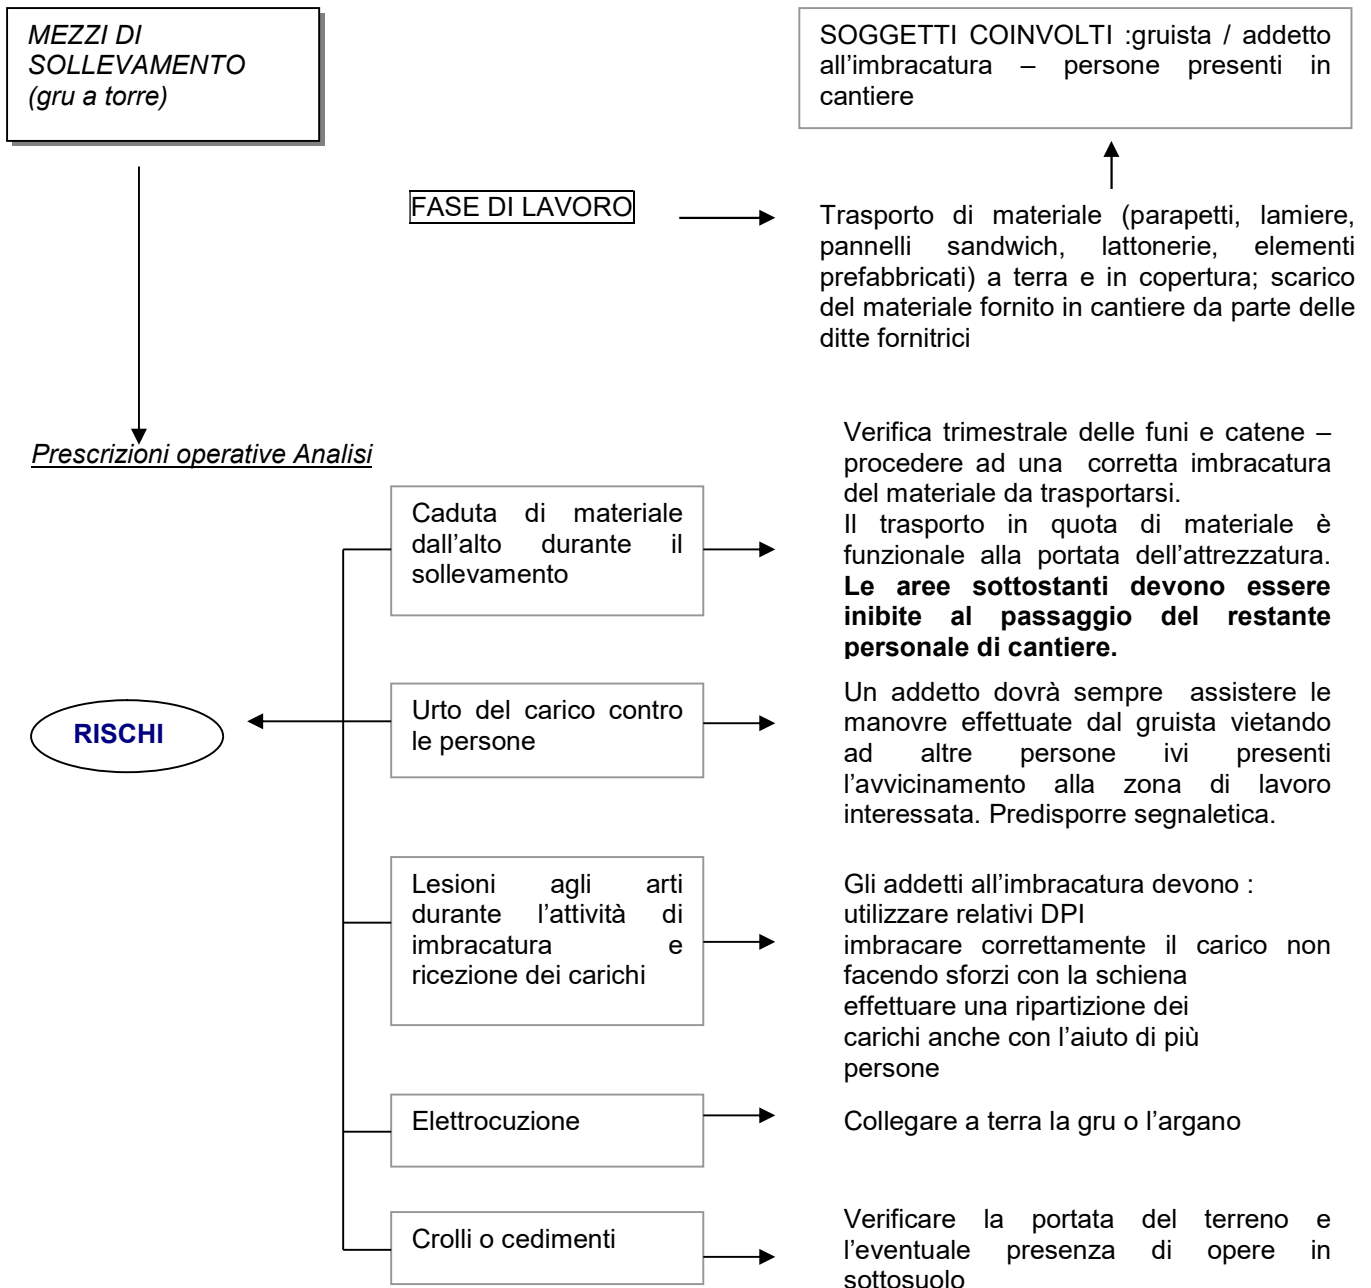 MEZZI DI
SOLLEVAMENTO
(gru a torre)
SOGGETTI COINVOLTI :gruista / addetto
all’imbracatura – persone presenti in
cantiere
FASE DI LAVORO
Trasporto di materiale (parapetti, lamiere,
pannelli sandwich, lattonerie, elementi
prefabbricati) a terra e in copertura; scarico
del materiale fornito in cantiere da parte delle
ditte fornitrici
Prescrizioni operative Analisi
Caduta di materiale
dall’alto durante il
sollevamento
Verifica trimestrale delle funi e catene –
procedere ad una corretta imbracatura
del materiale da trasportarsi.
Il trasporto in quota di materiale è
funzionale alla portata dell’attrezzatura.
Le aree sottostanti devono essere
inibite al passaggio del restante
personale di cantiere.
RISCHI
Urto del carico contro
le persone
Un addetto dovrà sempre assistere le
manovre effettuate dal gruista vietando
ad altre persone ivi presenti
l’avvicinamento alla zona di lavoro
interessata. Predisporre segnaletica.
Lesioni agli arti
durante l’attività di
imbracatura e
ricezione dei carichi
Gli addetti all’imbracatura devono :
utilizzare relativi DPI
imbracare correttamente il carico non
facendo sforzi con la schiena
effettuare una ripartizione dei
carichi anche con l’aiuto di più
persone
Elettrocuzione
Collegare a terra la gru o l’argano
Crolli o cedimenti
Verificare la portata del terreno e
l’eventuale presenza di opere in
sottosuolo